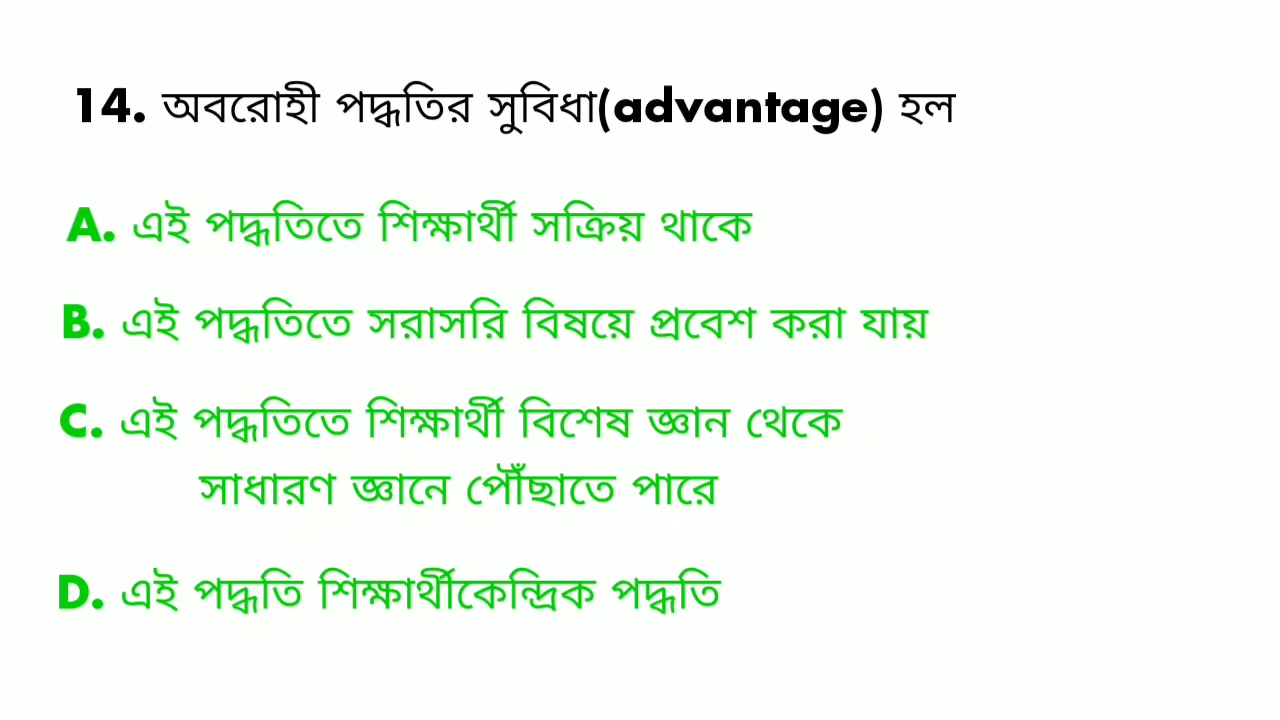 14. অবরোহী পদ্ধতির সুবিধা(advantage) হল
A. এই পদ্ধতিতে শিক্ষার্থী সক্রিয় থাকে
B. এই পদ্ধতিতে সরাসরি বিষয়ে প্রবেশ করা যায়
C. এই পদ্ধতিতে শিক্ষার্থী বিশেষ জ্ঞান থেকে
সাধারণ জ্ঞানে পৌঁছাতে পারে
D. এই পদ্ধতি শিক্ষার্থীকেন্দ্রিক পদ্ধতি